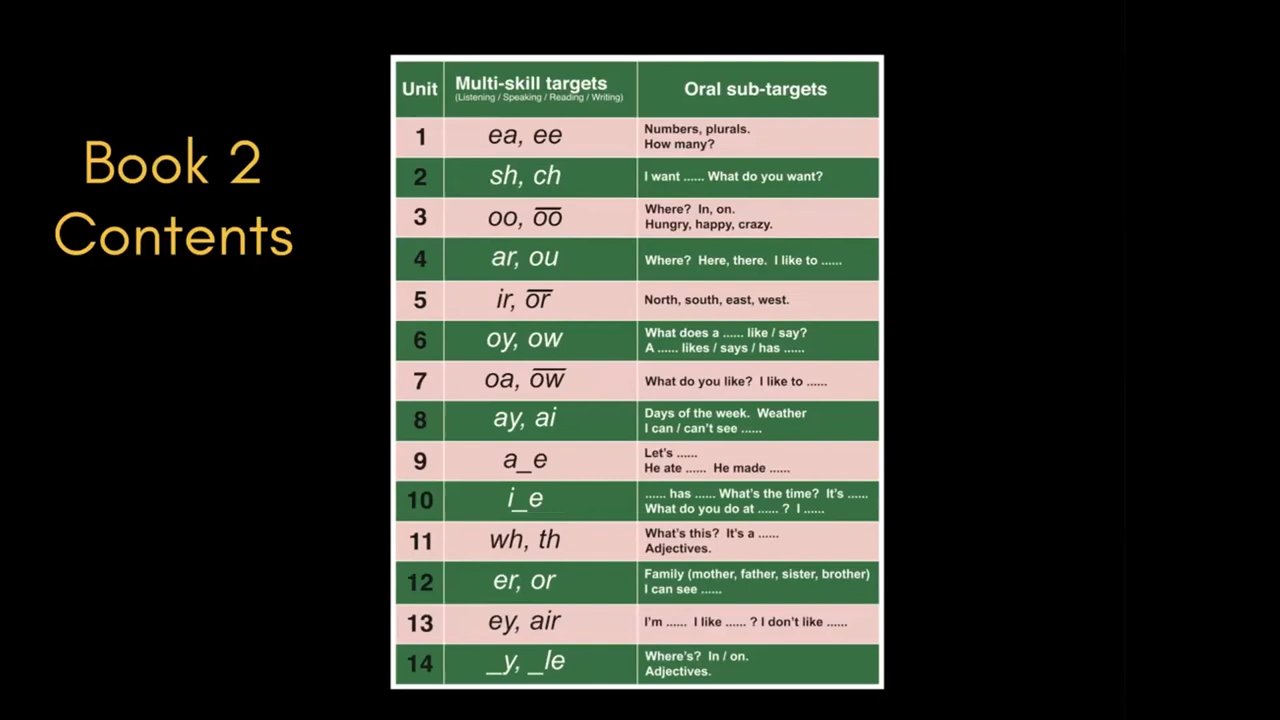 Book 2
Contents
Unit Multi-skill targets Oral sub-targets
(Listening / Speaking / Reading / Writing)
1 ea, ee Numbers, plurals.
How many?
2 sh, ch I want ...... What do you want?
3 oo, o̅o̅ Where? In, on.
Hungry, happy, crazy.
4 ar, ou Where? Here, there. I like to ......
5 ir, o̅r̅ North, south, east, west.
6 oy, ow What does a ...... like / say?
A ...... likes / says / has ......
7 oa, o̅w̅ What do you like? I like to ......
8 ay, ai Days of the week. Weather
I can / can't see ......
9 a_e Let's ......
He ate ...... He made ......
10 i_e ...... has ...... What's the time? It's ......
What do you do at ...... ? I ......
11 wh, th What's this? It's a ......
Adjectives.
12 er, or Family (mother, father, sister, brother)
I can see ......
13 ey, air I'm ...... I like ...... ? I don't like ......
14 _y, _le Where's? In / on.
Adjectives.